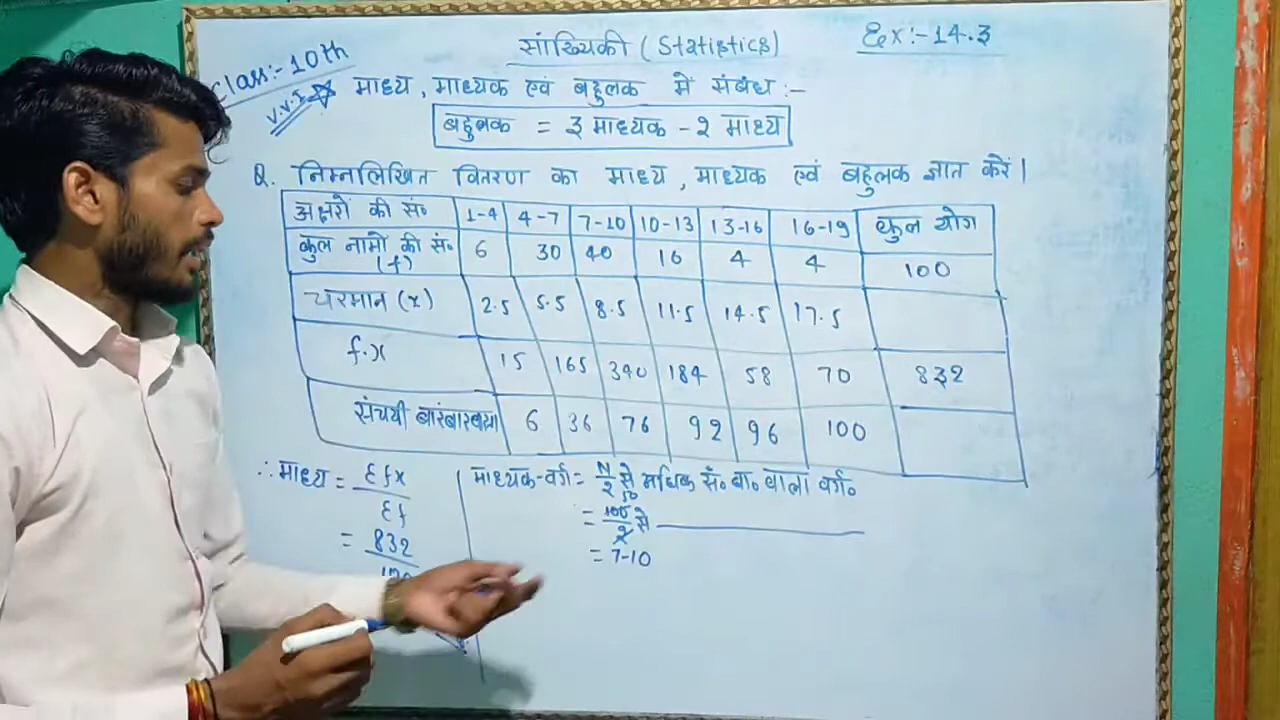 सांख्यिकी (Statistics)
Ex:-14.3
Class:- 10th
V.V.I माध्य, माध्यक एवं बहुलक में संबंध :-
बहुलक = 3 माध्यक - 2 माध्य
Q. निम्नलिखित वितरण का माध्य, माध्यक एवं बहुलक ज्ञात करें।
अक्षरों की सं० 1-4 4-7 7-10 10-13 13-16 16-19 कुल योग
कुल नामों की सं० (f) 6 30 40 16 4 4 100
चरमान (x) 2.5 5.5 8.5 11.5 14.5 17.5
f.x 15 165 340 184 58 70 832
संचयी बारंबारता 6 36 76 92 96 100
∴ माध्य = Σfx / Σf
= 832 / 100
माध्यक-वर्ग = N/2 से अधिक सं० बा० वाला वर्ग०
= 100/2 50 से
= 7-10